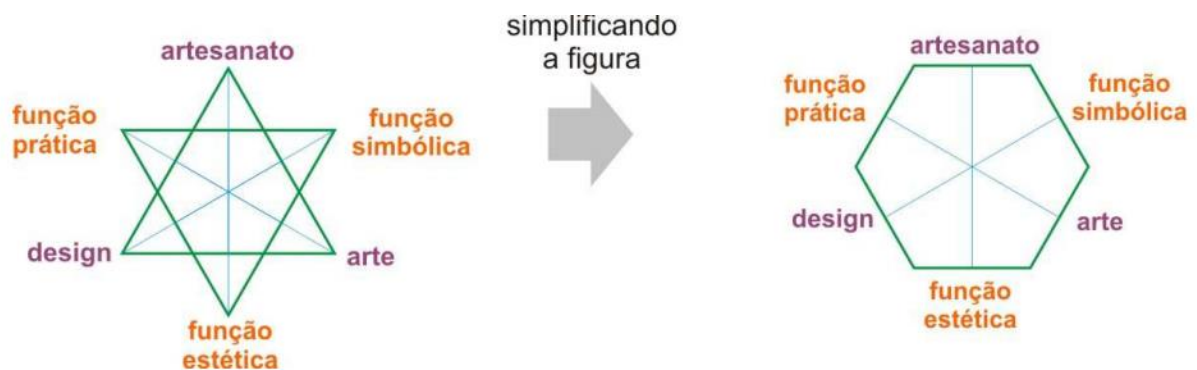 artesanato
função
prática
função
simbólica
design
arte
função
estética
simplificando
a figura
artesanato
função
prática
função
simbólica
design
arte
função
estética